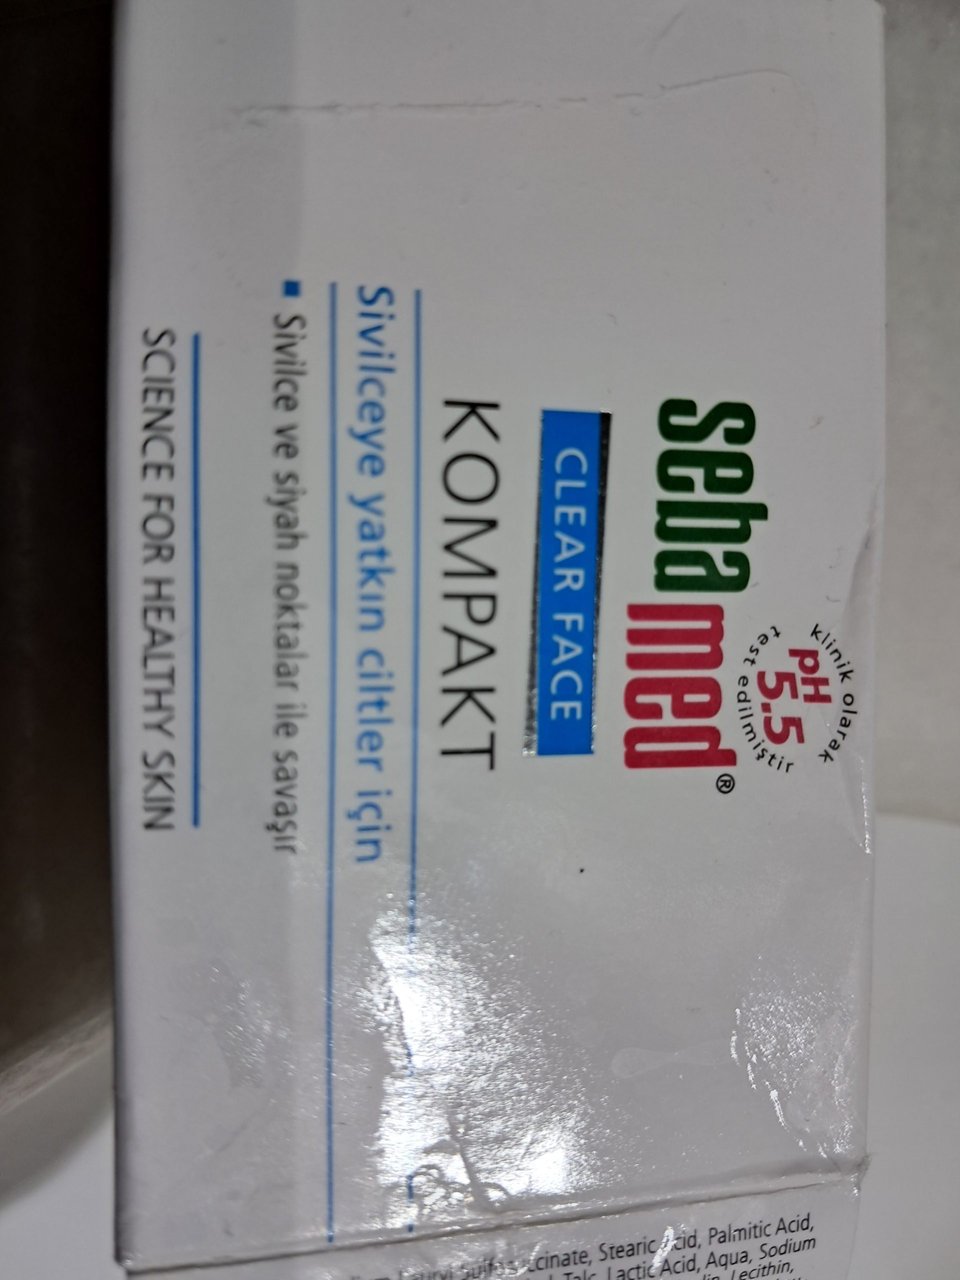 klinik olarak
pH
5.5
test edilmiştir
sebamed®
CLEAR FACE
KOMPAKT
Sivilceye yatkın ciltler için
■ Sivilce ve siyah noktalar ile savaşır
SCIENCE FOR HEALTHY SKIN
Stearic Acid, Palmitic Acid,
Talc, Lactic Acid, Aqua, Sodium
Lecithin,